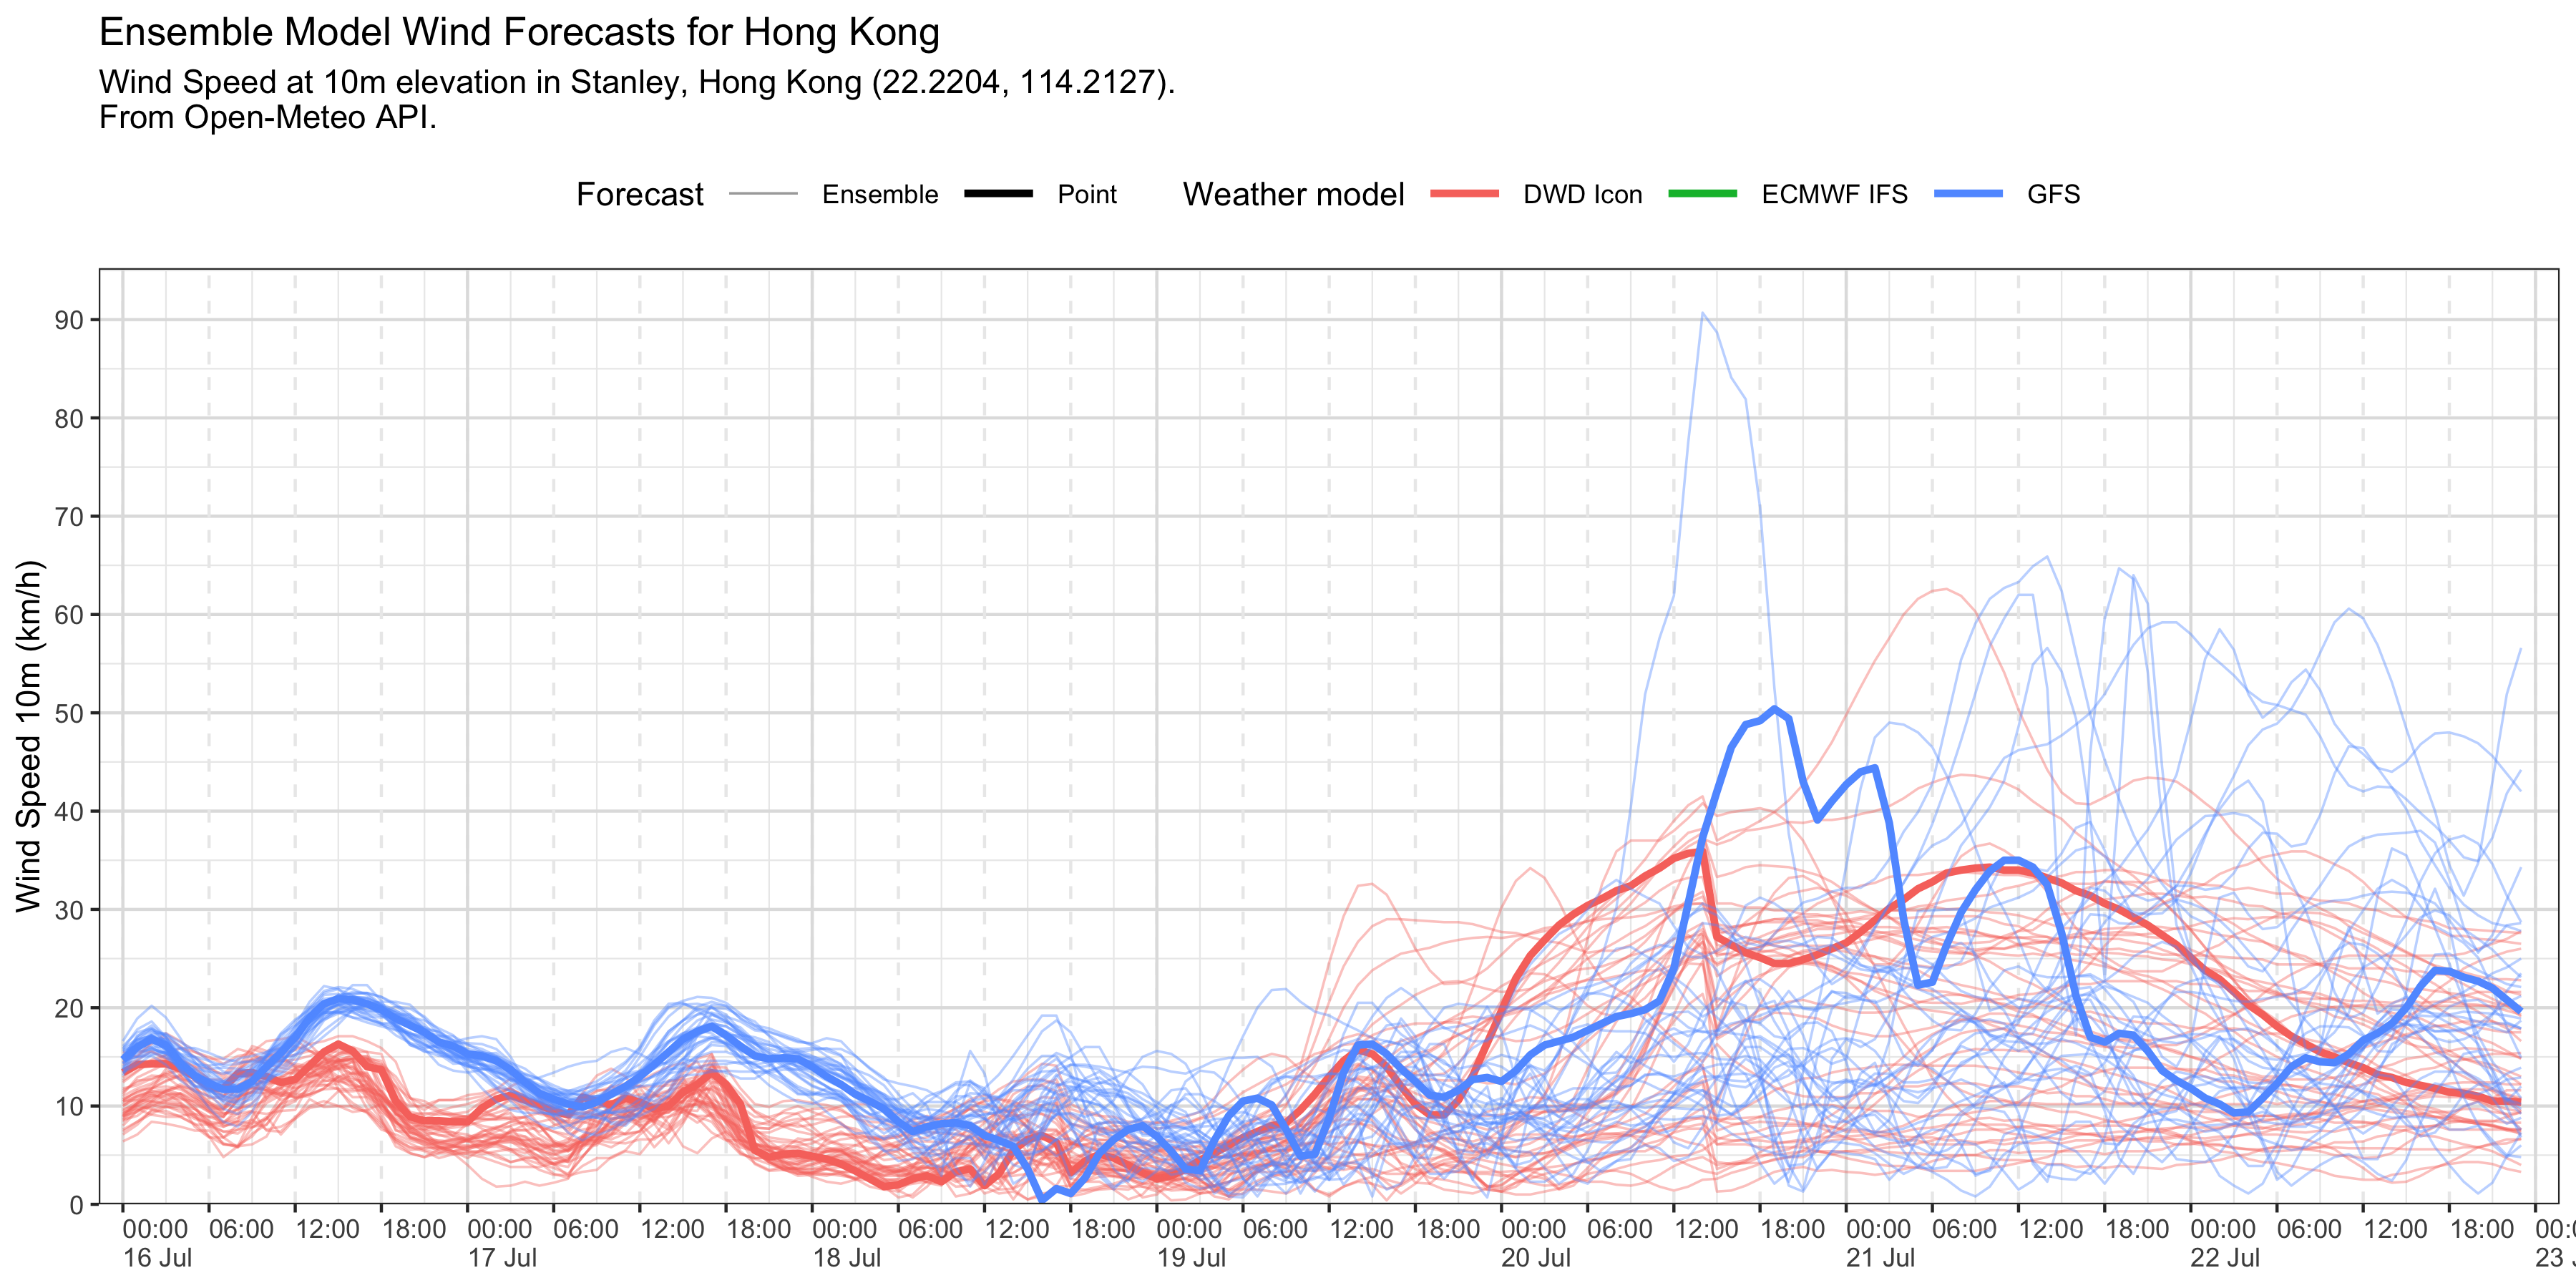 Ensemble Model Wind Forecasts for Hong Kong
Wind Speed at 10m elevation in Stanley, Hong Kong (22.2204, 114.2127).
From Open-Meteo API.
Forecast Ensemble Point Weather model DWD Icon ECMWF IFS GFS
Wind Speed 10m (km/h)
90
80
70
60
50
40
30
20
10
0
00:00 06:00 12:00 18:00 00:00 06:00 12:00 18:00 00:00 06:00 12:00 18:00 00:00 06:00 12:00 18:00 00:00 06:00 12:00 18:00 00:00 06:00 12:00 18:00 00:00 06:00 12:00 18:00
16 Jul 17 Jul 18 Jul 19 Jul 20 Jul 21 Jul 22 Jul 23